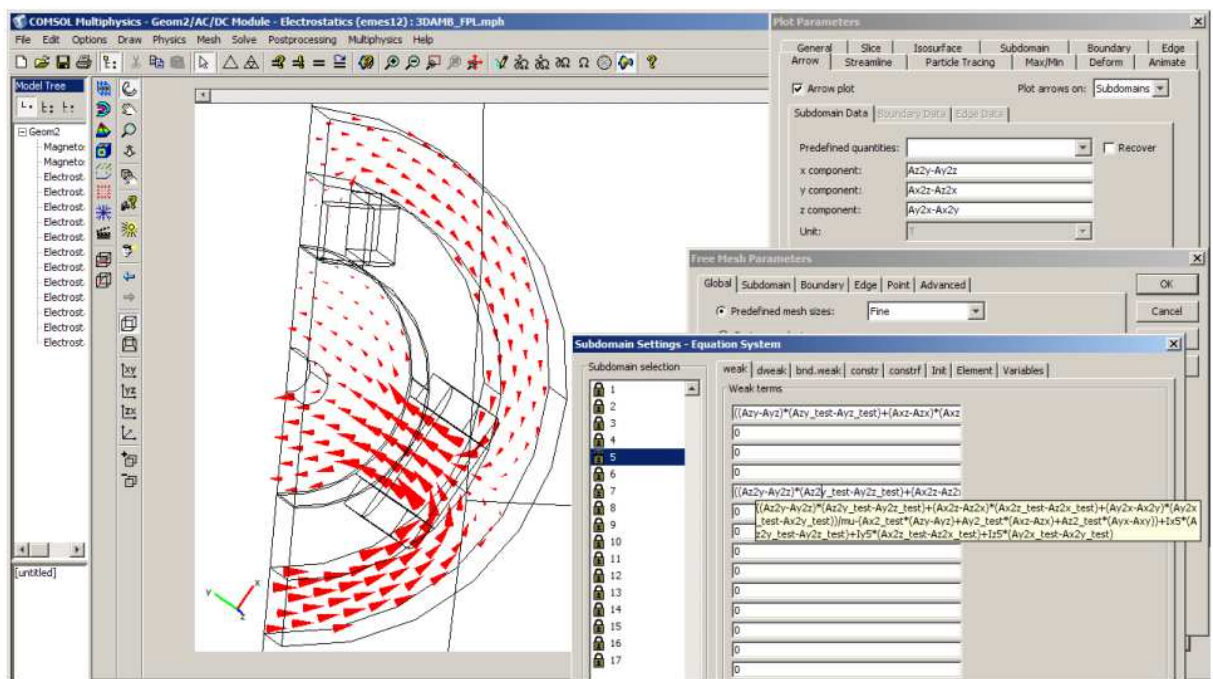 COMSOL Multiphysics - Geom2/AC/DC Module - Electrostatics (emes12) : 3DAMB_FPL.mph
File Edit Options Draw Physics Mesh Solve Postprocessing Multiphysics Help
Model Tree
Geom2
Magneto
Magneto
Electrost
Electrost
Electrost
Electrost
Electrost
Electrost
Electrost
Electrost
Electrost
Electrost
Electrost
Electrost
[untitled]
xy
yz
zx
y
x
z
Plot Parameters
General Slice Isosurface Subdomain Boundary Edge
Arrow Streamline Particle Tracing Max/Min Deform Animate
Arrow plot Plot arrows on: Subdomains
Subdomain Data Boundary Data Edge Data
Predefined quantities: Recover
x component: Az2y-Ay2z
y component: Ax2z-Az2x
z component: Ay2x-Ax2y
Unit: T
Free Mesh Parameters
Global Subdomain Boundary Edge Point Advanced OK
Predefined mesh sizes: Fine Cancel
Subdomain Settings - Equation System
Subdomain selection
1
2
3
4
5
6
7
8
9
10
11
12
13
14
15
16
17
weak dweak bnd.weak constr constrf Init Element Variables
Weak terms
((Azy-Ayz)*(Azy_test-Ayz_test)+(Axz-Azx)*(Axz
0
0
0
((Az2y-Ay2z)*(Az2y_test-Ay2z_test)+(Ax2z-Az2
0
((Az2y-Ay2z)*(Az2y_test-Ay2z_test)+(Ax2z-Az2x)*(Ax2z_test-Az2x_test)+(Ay2x-Ax2y)*(Ay2x
_test-Ax2y_test))/mu-(Ax2_test*(Azy-Ayz)+Ay2_test*(Axz-Azx)+Az2_test*(Ayx-Axy))+Ix5*(A
z2y_test-Ay2z_test)+Iy5*(Ax2z_test-Az2x_test)+Iz5*(Ay2x_test-Ax2y_test)
0
0
0
0
0
0
0